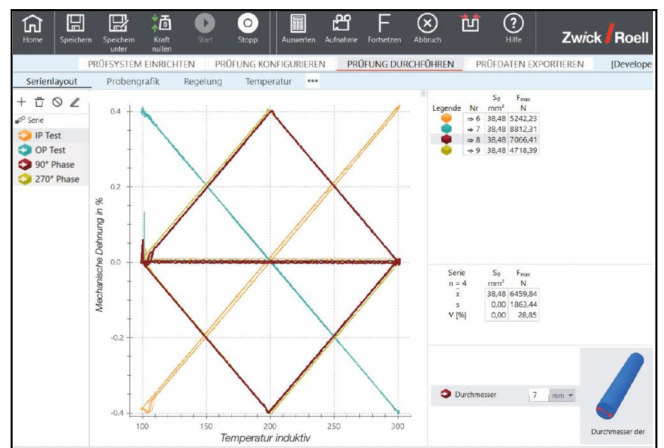 Home Speichern Speichern unter Kraft nullen Start Stopp Auswerten Aufnahme Fortsetzen Abbruch Hilfe Zwick Roell
PRÜFSYSTEM EINRICHTEN PRÜFUNG KONFIGURIEREN PRÜFUNG DURCHFÜHREN PRÜFDATEN EXPORTIEREN [Develope
Serienlayout Probengrafik Regelung Temperatur •••
Serie
IP Test
OP Test
90° Phase
270° Phase
0.4
0.2
0.0
-0.2
-0.4
Mechanische Dehnung in %
100 150 200 250 300
Temperatur induktiv
S₀ Fmax
Legende Nr mm² N
6 38,48 5242,23
7 38,48 8812,31
8 38,48 7066,41
9 38,48 4718,39
Serie S₀ Fmax
n = 4 mm² N
x̄ 38,48 6459,84
s 0,00 1863,44
ν [%] 0,00 28,85
Durchmesser 7 mm
Durchmesser der